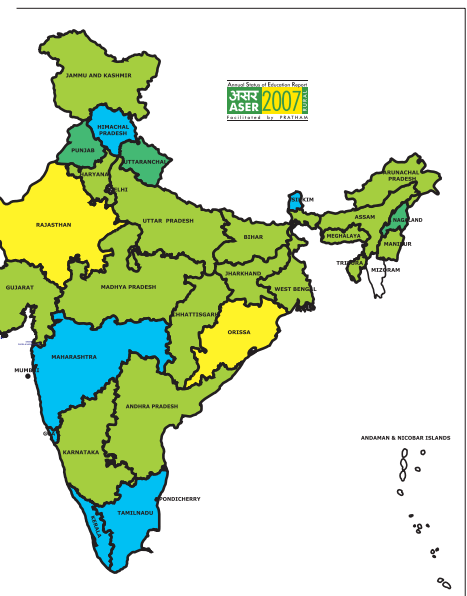 Annual Status of Education Report
असर
ASER
2007
RURAL
Facilitated by PRATHAM
JAMMU AND KASHMIR
HIMACHAL
PRADESH
PUNJAB
UTTARANCHAL
HARYANA
DELHI
RAJASTHAN
UTTAR PRADESH
SIKKIM
ARUNACHAL
PRADESH
ASSAM
NAGALAND
MEGHALAYA
MANIPUR
BIHAR
TRIPURA
MIZORAM
JHARKHAND
GUJARAT
MADHYA PRADESH
WEST BENGAL
CHHATTISGARH
ORISSA
MAHARASHTRA
MUMBAI
ANDHRA PRADESH
GOA
ANDAMAN & NICOBAR ISLANDS
KARNATAKA
PONDICHERRY
TAMILNADU
KERALA